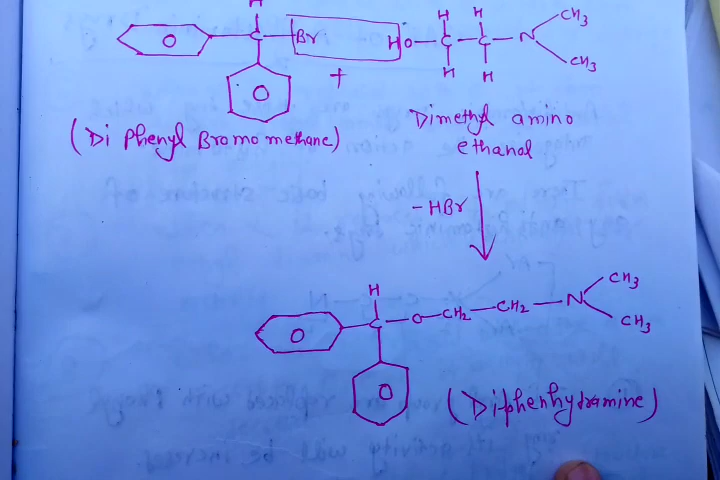 H
C
Br
HO
H H
C C N
CH3
CH3
H H
+
(Di Phenyl Bromo methane)
Dimethyl amino
ethanol
- HBr
H
C - O - CH2 - CH2 - N
CH3
CH3
(Diphenhydramine)